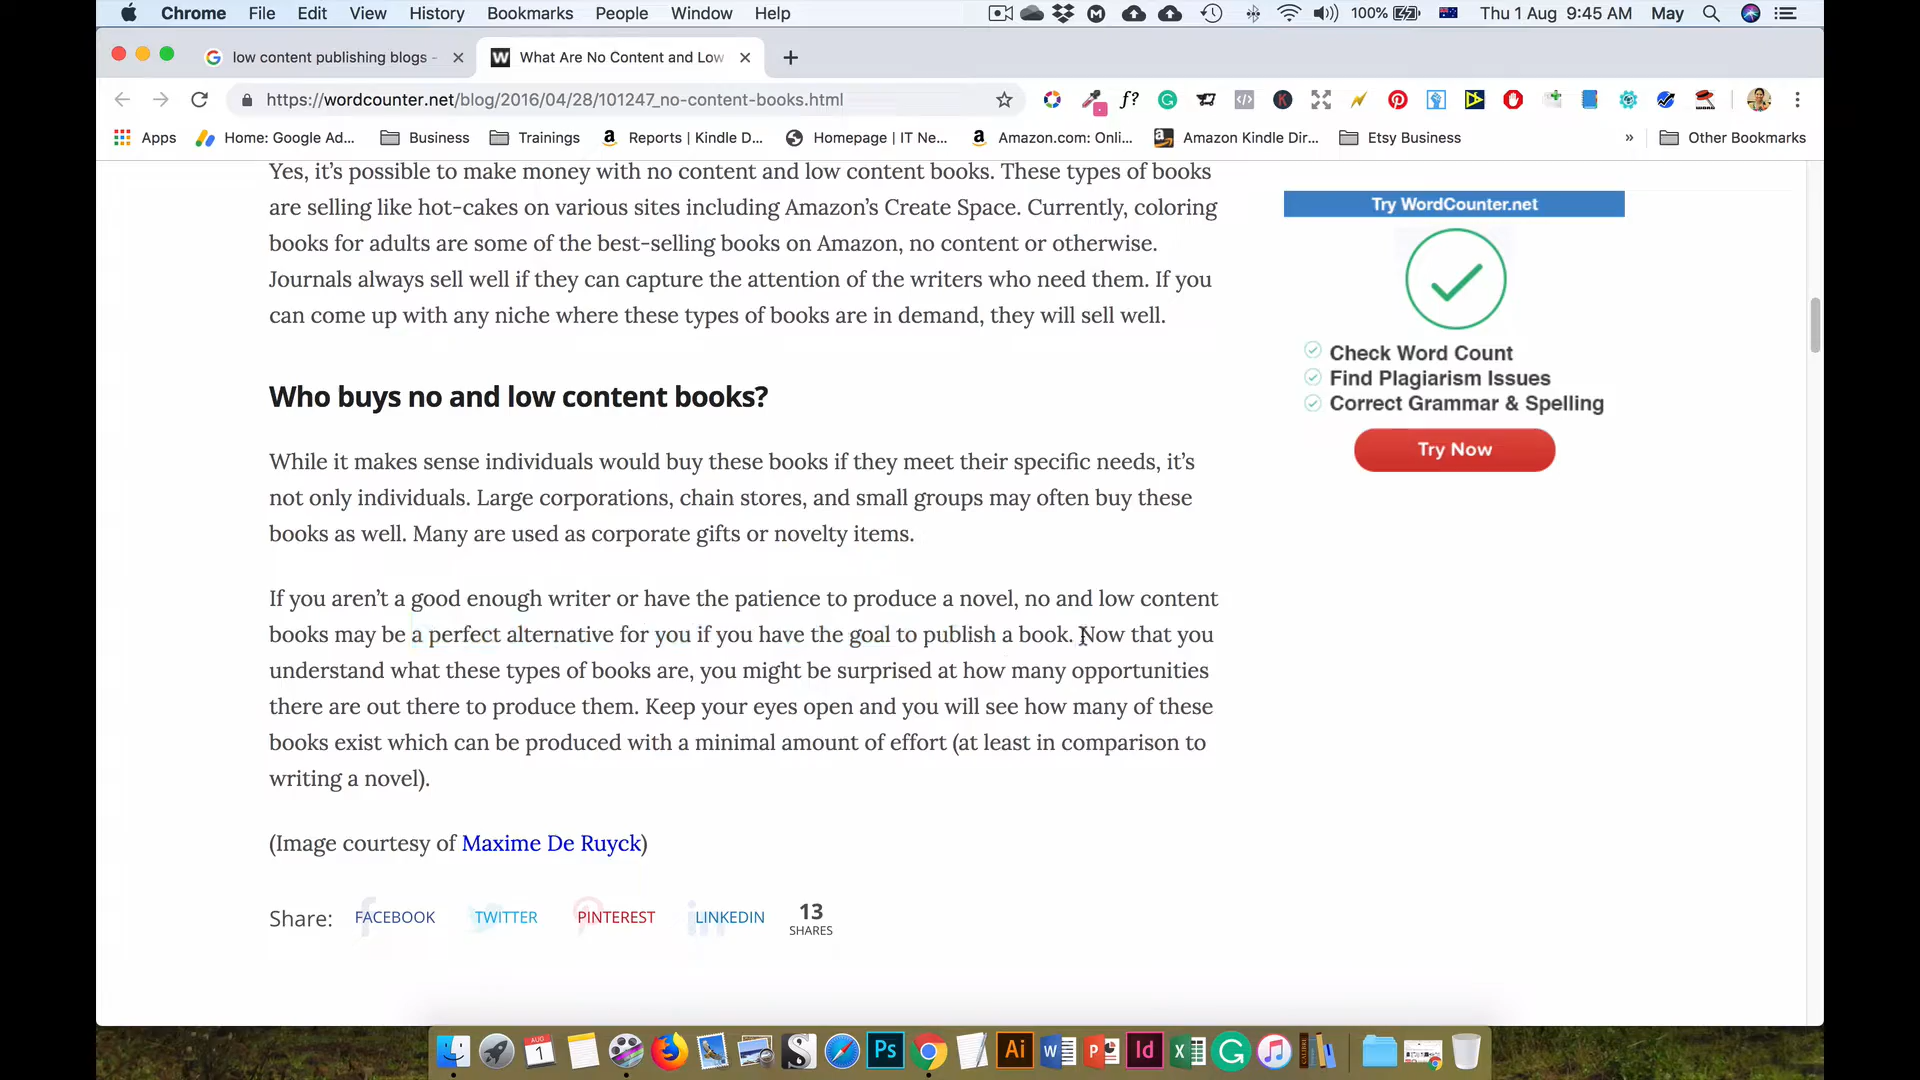 Chrome File Edit View History Bookmarks People Window Help 100% Thu 1 Aug 9:45 AM May
low content publishing blogs - What Are No Content and Low
https://wordcounter.net/blog/2016/04/28/101247_no-content-books.html
Apps Home: Google Ad... Business Trainings Reports | Kindle D... Homepage | IT Ne... Amazon.com: Onli... Amazon Kindle Dir... Etsy Business » Other Bookmarks
Yes, it’s possible to make money with no content and low content books. These types of books
are selling like hot-cakes on various sites including Amazon’s Create Space. Currently, coloring
books for adults are some of the best-selling books on Amazon, no content or otherwise.
Journals always sell well if they can capture the attention of the writers who need them. If you
can come up with any niche where these types of books are in demand, they will sell well.
Who buys no and low content books?
While it makes sense individuals would buy these books if they meet their specific needs, it’s
not only individuals. Large corporations, chain stores, and small groups may often buy these
books as well. Many are used as corporate gifts or novelty items.
If you aren’t a good enough writer or have the patience to produce a novel, no and low content
books may be a perfect alternative for you if you have the goal to publish a book. Now that you
understand what these types of books are, you might be surprised at how many opportunities
there are out there to produce them. Keep your eyes open and you will see how many of these
books exist which can be produced with a minimal amount of effort (at least in comparison to
writing a novel).
(Image courtesy of Maxime De Ruyck)
Share: FACEBOOK TWITTER PINTEREST LINKEDIN 13
SHARES
Try WordCounter.net
Check Word Count
Find Plagiarism Issues
Correct Grammar & Spelling
Try Now
AUG
1
Ps
Ai
Id